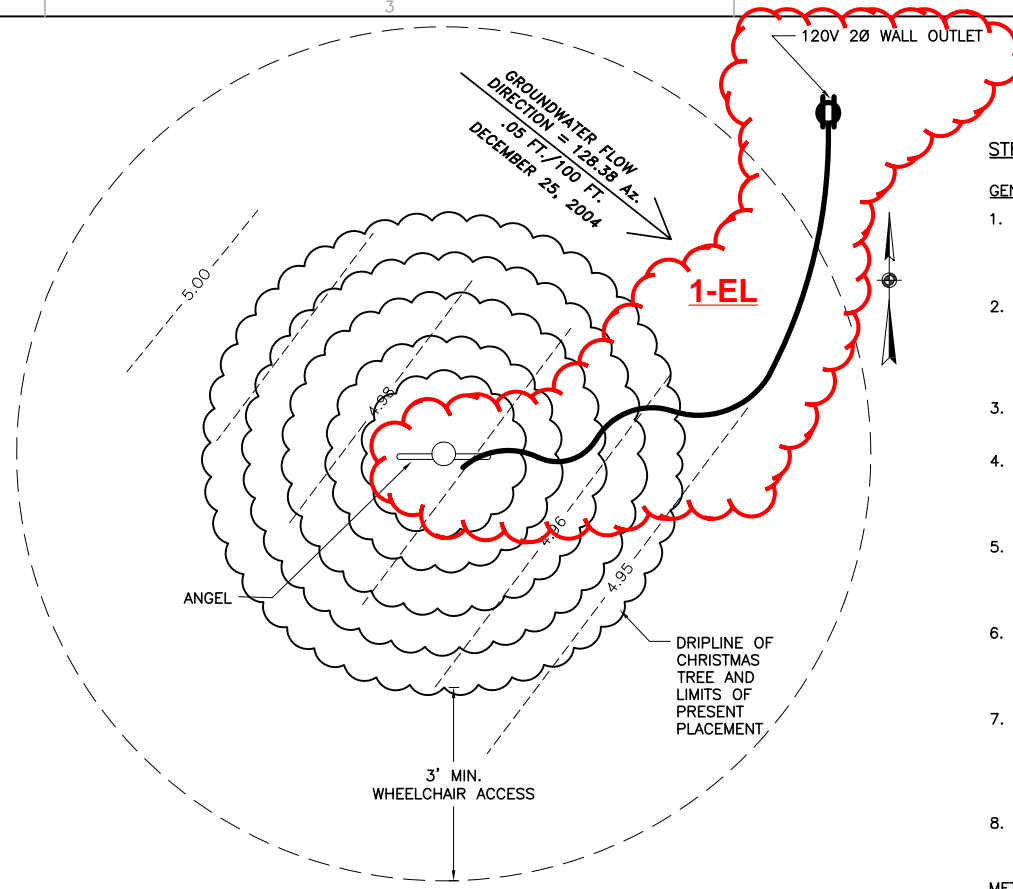 3
120V 2Ø WALL OUTLET
GROUNDWATER FLOW
DIRECTION = 128.38 Az.
.05 FT./100 FT.
DECEMBER 25, 2004
1-EL
5.00
4.98
4.96
4.95
ANGEL
DRIPLINE OF
CHRISTMAS
TREE AND
LIMITS OF
PRESENT
PLACEMENT
3' MIN.
WHEELCHAIR ACCESS
1.
2.
3.
4.
5.
6.
7.
8.